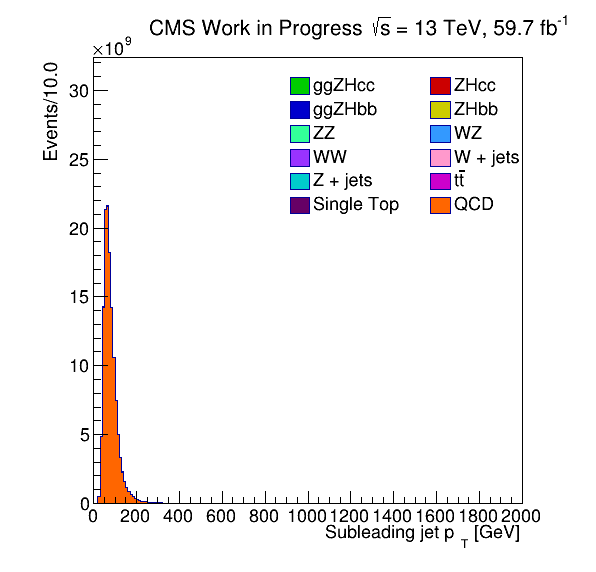 CMS Work in Progress √s = 13 TeV, 59.7 fb⁻¹
×10⁹
Events/10.0
30
25
20
15
10
5
0
ggZHcc ZHcc
ggZHbb ZHbb
ZZ WZ
WW W + jets
Z + jets tt̄
Single Top QCD
0 200 400 600 800 1000 1200 1400 1600 1800 2000
Subleading jet p_T [GeV]